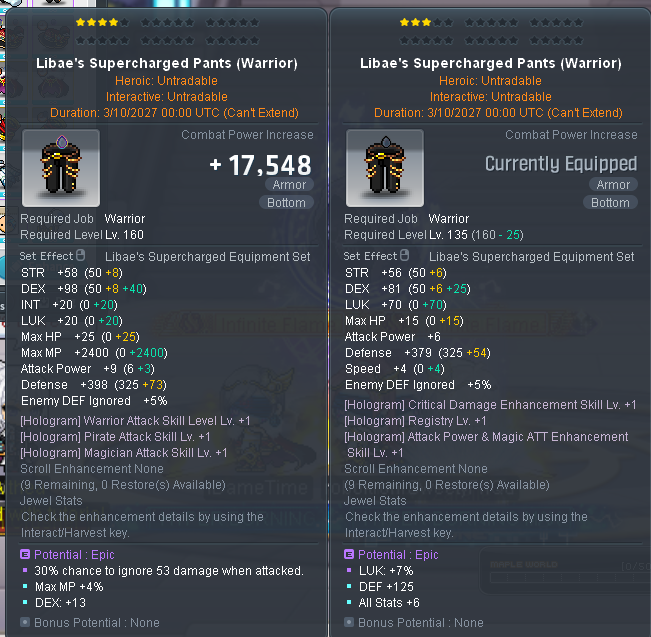 Libae's Supercharged Pants (Warrior)
Heroic: Untradable
Interactive: Untradable
Duration: 3/10/2027 00:00 UTC (Can't Extend)
Combat Power Increase
+ 17,548
Armor
Bottom
Required Job Warrior
Required Level Lv. 160
Set Effect Libae's Supercharged Equipment Set
STR +58 (50 +8)
DEX +98 (50 +8 +40)
INT +20 (0 +20)
LUK +20 (0 +20)
Max HP +25 (0 +25)
Max MP +2400 (0 +2400)
Attack Power +9 (6 +3)
Defense +398 (325 +73)
Enemy DEF Ignored +5%
[Hologram] Warrior Attack Skill Level Lv. +1
[Hologram] Pirate Attack Skill Lv. +1
[Hologram] Magician Attack Skill Lv. +1
Scroll Enhancement None
(9 Remaining, 0 Restore(s) Available)
Jewel Stats
Check the enhancement details by using the
Interact/Harvest key.
E Potential : Epic
30% chance to ignore 53 damage when attacked.
Max MP +4%
DEX: +13
Bonus Potential : None
Libae's Supercharged Pants (Warrior)
Heroic: Untradable
Interactive: Untradable
Duration: 3/10/2027 00:00 UTC (Can't Extend)
Combat Power Increase
Currently Equipped
Armor
Bottom
Required Job Warrior
Required Level Lv. 135 (160 - 25)
Set Effect Libae's Supercharged Equipment Set
STR +56 (50 +6)
DEX +81 (50 +6 +25)
LUK +70 (0 +70)
Max HP +15 (0 +15)
Attack Power +6
Defense +379 (325 +54)
Speed +4 (0 +4)
Enemy DEF Ignored +5%
[Hologram] Critical Damage Enhancement Skill Lv. +1
[Hologram] Registry Lv. +1
[Hologram] Attack Power & Magic ATT Enhancement
Skill Lv. +1
Scroll Enhancement None
(9 Remaining, 0 Restore(s) Available)
Jewel Stats
Check the enhancement details by using the
Interact/Harvest key.
E Potential : Epic
LUK: +7%
DEF +125
All Stats +6
Bonus Potential : None